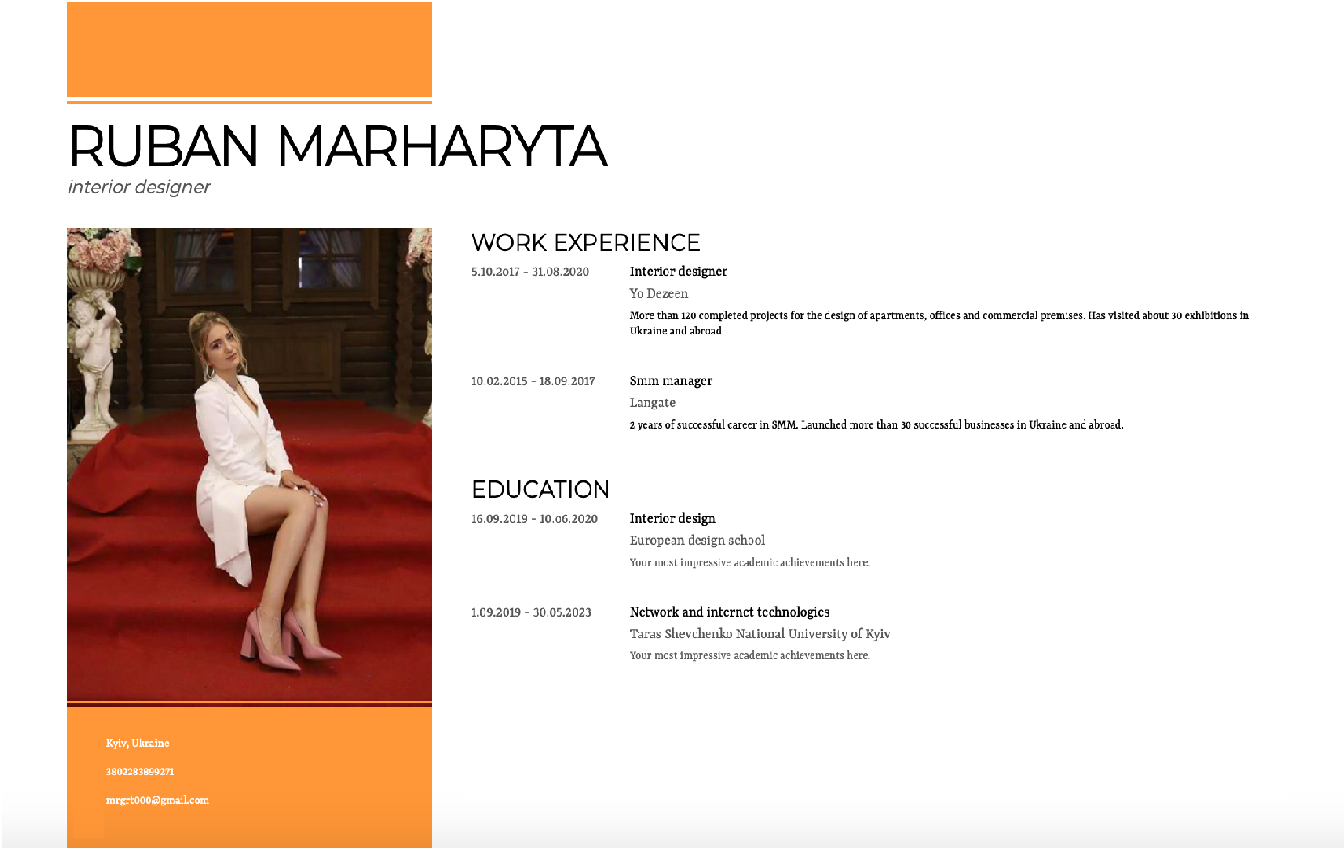 RUBAN MARHARYTA
interior designer
WORK EXPERIENCE
5.10.2017 - 31.08.2020
Interior designer
Yo Dezeen
More than 120 completed projects for the design of apartments, offices and commercial premises. Has visited about 30 exhibitions in
Ukraine and abroad
10.02.2015 - 18.09.2017
Smm manager
Langate
2 years of successful career in SMM. Launched more than 30 successful businesses in Ukraine and abroad.
EDUCATION
16.09.2019 - 10.06.2020
Interior design
European design school
Your most impressive academic achievements here.
1.09.2019 - 30.05.2023
Network and internet technologies
Taras Shevchenko National University of Kyiv
Your most impressive academic achievements here.
Kyiv, Ukraine
3802283899271
mrgrt000@gmail.com